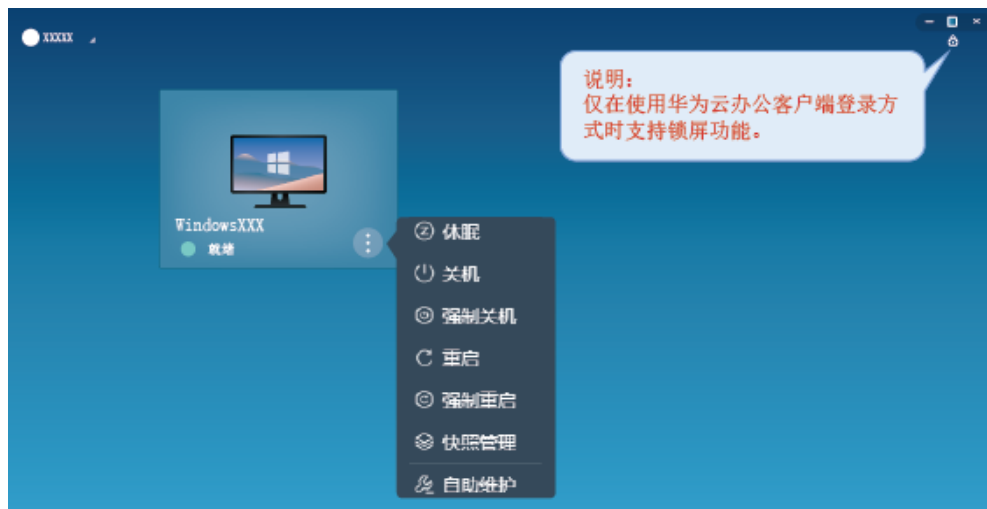 xxxxx
说明：
仅在使用华为云办公客户端登录方
式时支持锁屏功能。
WindowsXXX
就绪
休眠
关机
强制关机
重启
强制重启
快照管理
自助维护